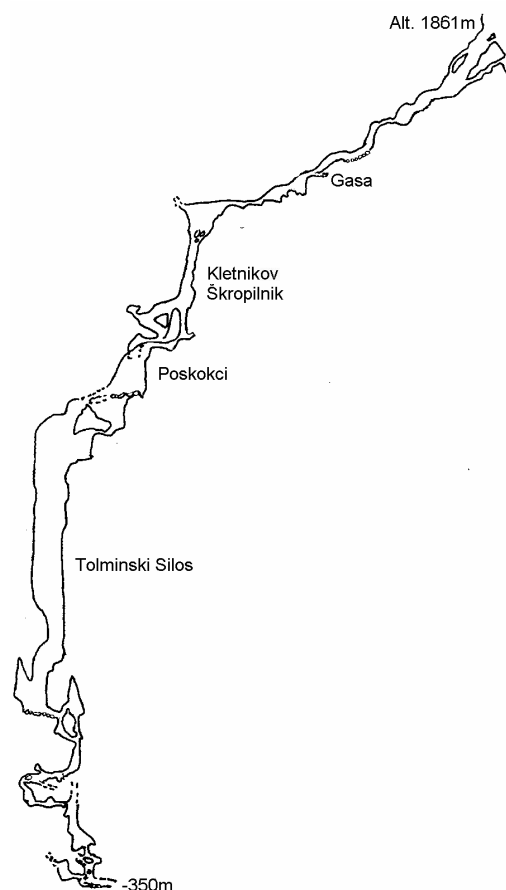 Alt. 1861m
Gasa
Kletnikov
Škropilnik
Poskokci
Tolminski Silos
-350m